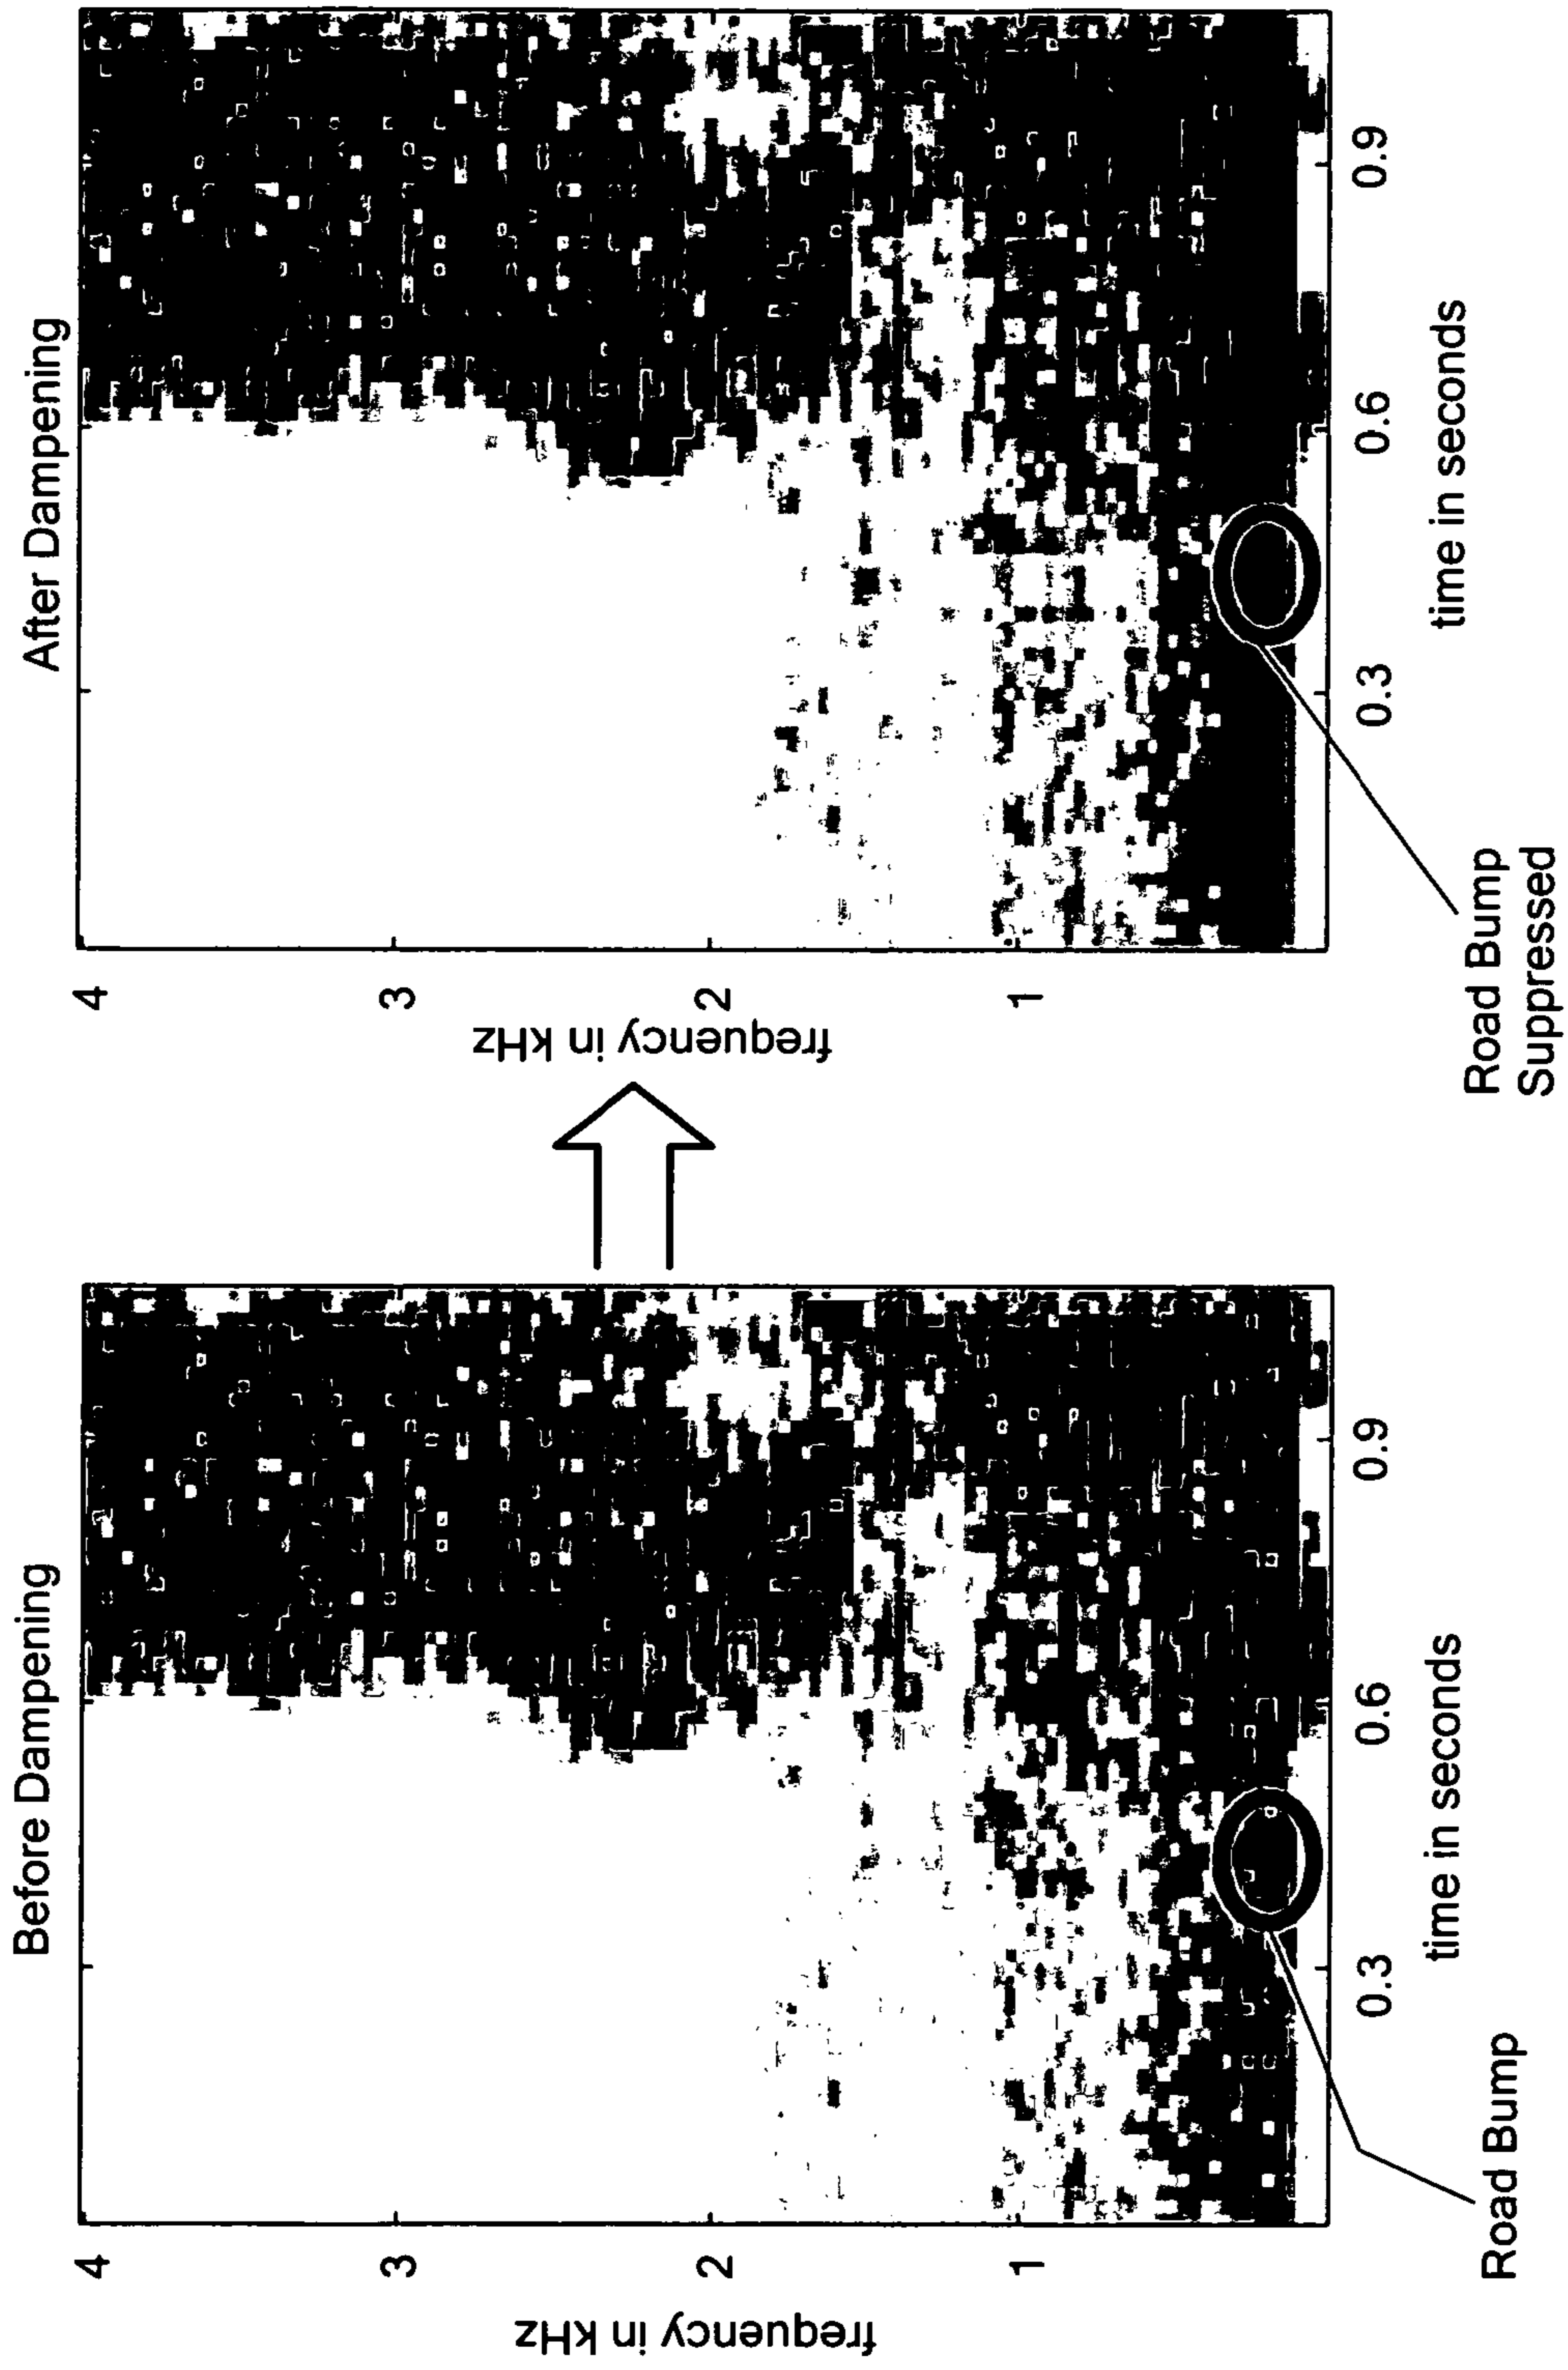 Before Dampening
4
3
2
1
frequency in kHz
0.3
0.6
0.9
time in seconds
Road Bump
After Dampening
4
3
2
1
frequency in kHz
0.3
0.6
0.9
time in seconds
Road Bump
Suppressed